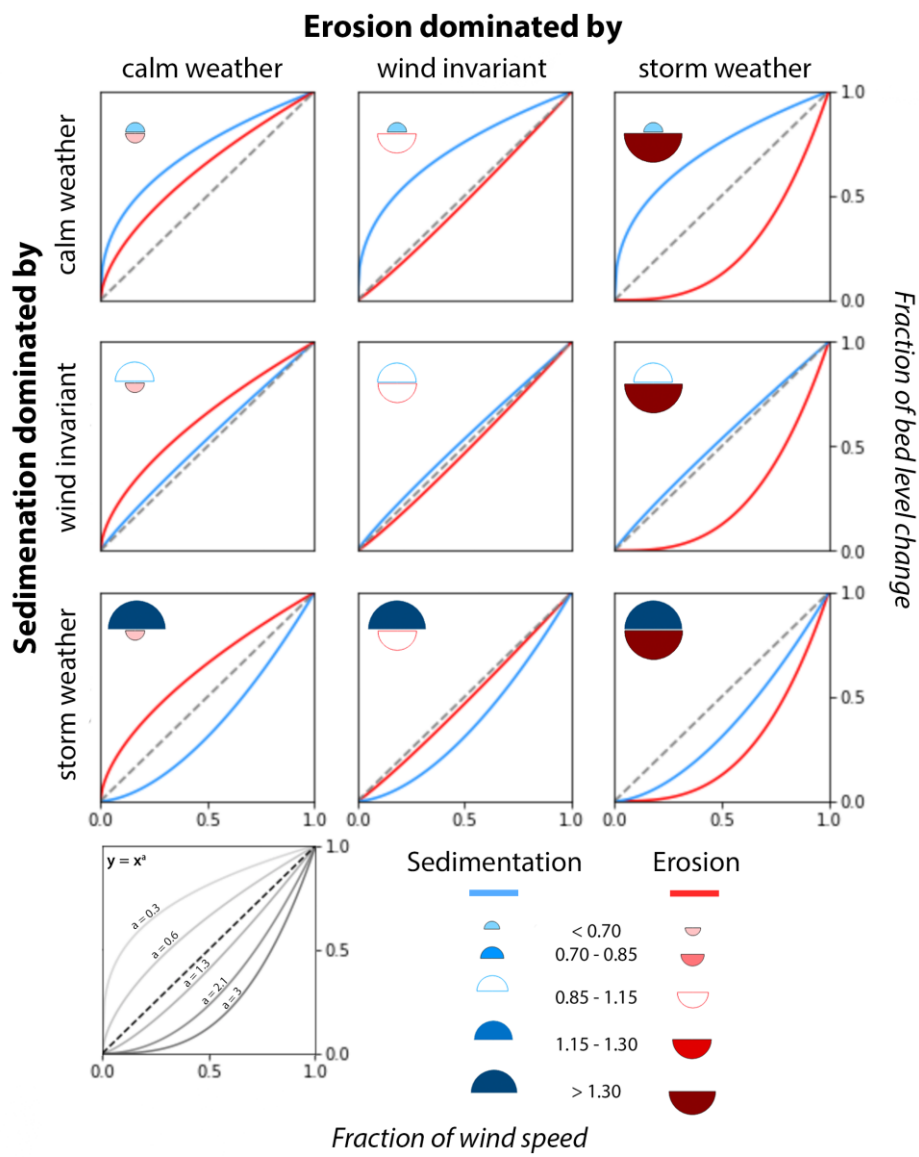 Erosion dominated by
calm weather
wind invariant
storm weather
Sedimenation dominated by
calm weather
wind invariant
storm weather
1.0
0.5
0.0
1.0
0.5
0.0
1.0
0.5
0.0
Fraction of bed level change
0.0
0.5
1.0
0.0
0.5
1.0
0.0
0.5
1.0
y = xᵃ
a = 0.3
a = 0.6
a = 1.3
a = 2.1
a = 3
1.0
0.5
0.0
0.0
0.5
1.0
Sedimentation
Erosion
< 0.70
0.70 - 0.85
0.85 - 1.15
1.15 - 1.30
> 1.30
Fraction of wind speed